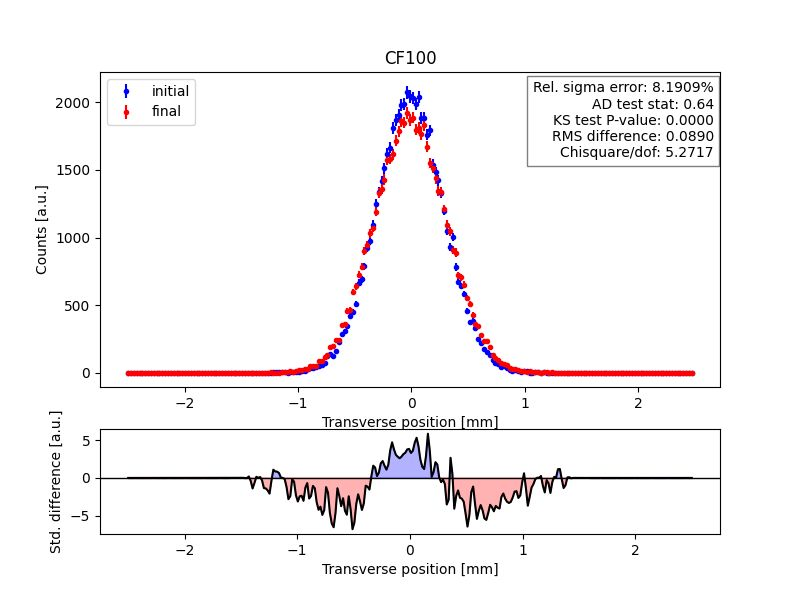 CF100
initial
final
Rel. sigma error: 8.1909%
AD test stat: 0.64
KS test P-value: 0.0000
RMS difference: 0.0890
Chisquare/dof: 5.2717
Counts [a.u.]
2000
1500
1000
500
0
−2
−1
0
1
2
Transverse position [mm]
Std. difference [a.u.]
5
0
−5
−2
−1
0
1
2
Transverse position [mm]